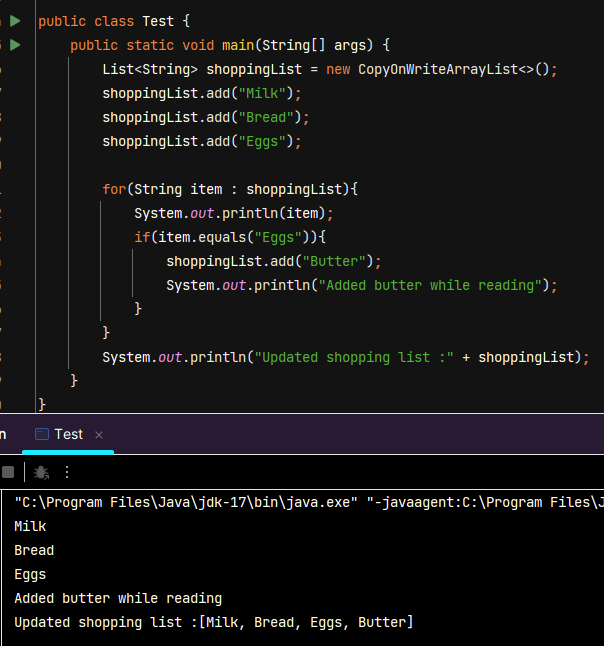 public class Test {
public static void main(String[] args) {
List<String> shoppingList = new CopyOnWriteArrayList<>();
shoppingList.add("Milk");
shoppingList.add("Bread");
shoppingList.add("Eggs");
for(String item : shoppingList){
System.out.println(item);
if(item.equals("Eggs")){
shoppingList.add("Butter");
System.out.println("Added butter while reading");
}
}
System.out.println("Updated shopping list :" + shoppingList);
}
}
Test
"C:\Program Files\Java\jdk-17\bin\java.exe" "-javaagent:C:\Program Files\J
Milk
Bread
Eggs
Added butter while reading
Updated shopping list :[Milk, Bread, Eggs, Butter]